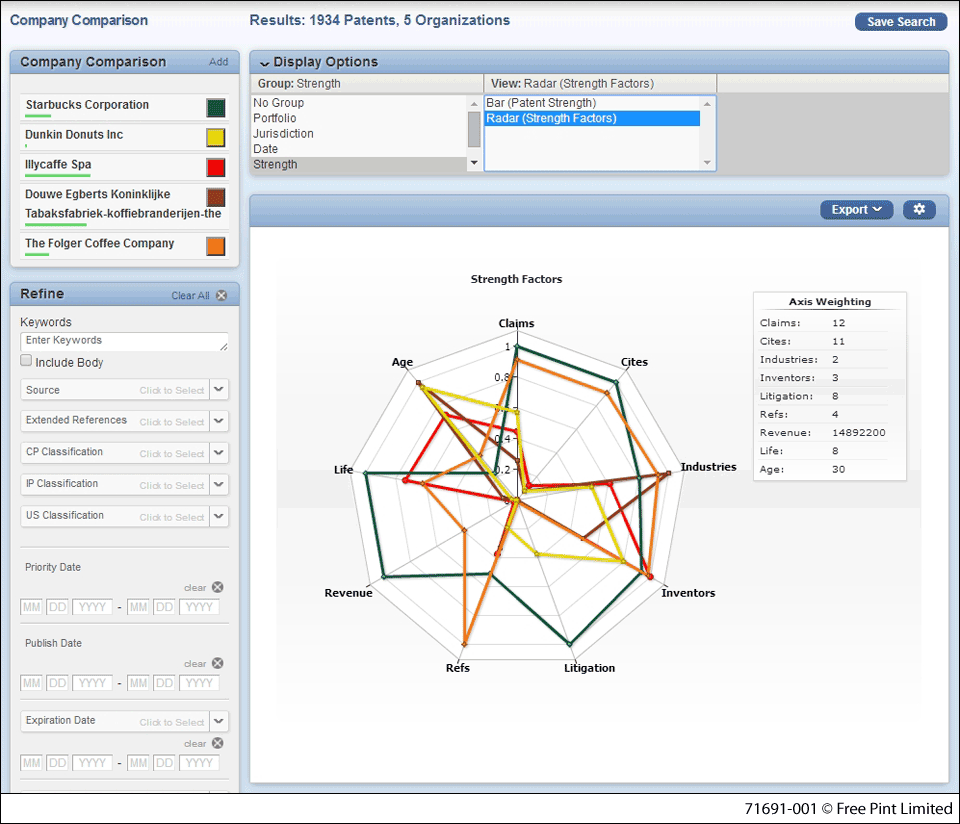 Company Comparison
Results: 1934 Patents, 5 Organizations
Save Search
Company Comparison
Add
Starbucks Corporation
Dunkin Donuts Inc
Illycaffe Spa
Douwe Egberts Koninklijke
Tabaksfabriek-koffiebranderijen-the
The Folger Coffee Company
Display Options
Group: Strength
View: Radar (Strength Factors)
No Group
Portfolio
Jurisdiction
Date
Strength
Bar (Patent Strength)
Radar (Strength Factors)
Refine
Clear All
Keywords
Enter Keywords
Include Body
Source Click to Select
Extended References Click to Select
CP Classification Click to Select
IP Classification Click to Select
US Classification Click to Select
Priority Date
clear
MM DD YYYY - MM DD YYYY
Publish Date
clear
MM DD YYYY - MM DD YYYY
Expiration Date Click to Select
clear
MM DD YYYY - MM DD YYYY
Export
Strength Factors
Claims
Cites
Industries
Inventors
Litigation
Refs
Revenue
Life
Age
1
0.8
0.4
0.2
Axis Weighting
Claims: 12
Cites: 11
Industries: 2
Inventors: 3
Litigation: 8
Refs: 4
Revenue: 14892200
Life: 8
Age: 30
71691-001 © Free Pint Limited